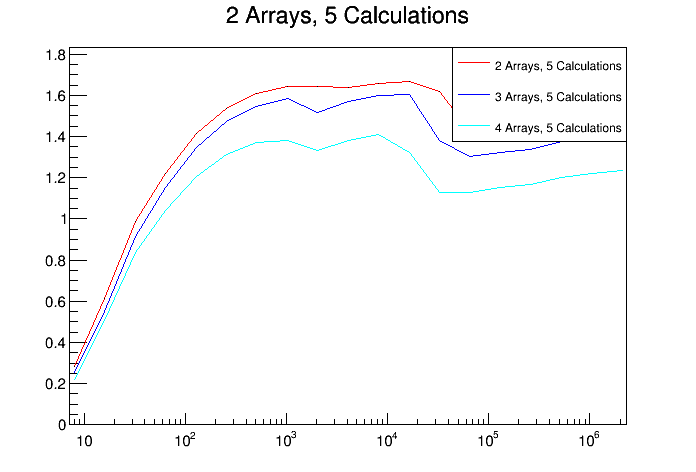 2 Arrays, 5 Calculations
1.8
2 Arrays, 5 Calculations
1.6
3 Arrays, 5 Calculations
1.4
4 Arrays, 5 Calculations
1.2
1
0.8
0.6
0.4
0.2
0
10 10² 10³ 10⁴ 10⁵ 10⁶